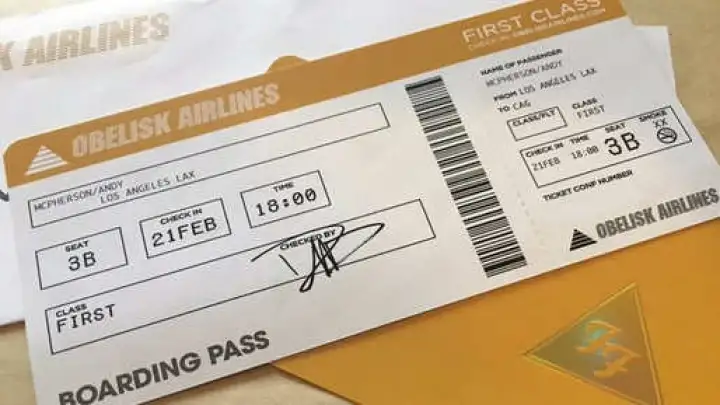 K AIRLINES
FIRST CLASS
OBELISK AIRLINES
MCPHERSON/ANDY
LOS ANGELES LAX
SEAT
3B
CHECK IN
21FEB
TIME
18:00
CHECKED BY
CLASS
FIRST
BOARDING PASS
NAME OF PASSENGER
MCPHERSON/ANDY
FROM LOS ANGELES LAX
TO CAG
CLASS/FLT
CLASS
FIRST
CHECK IN TIME SEAT SMOKE
21FEB 18:00 3B XX
TICKET CONF NUMBER
OBELISK AIRLINES